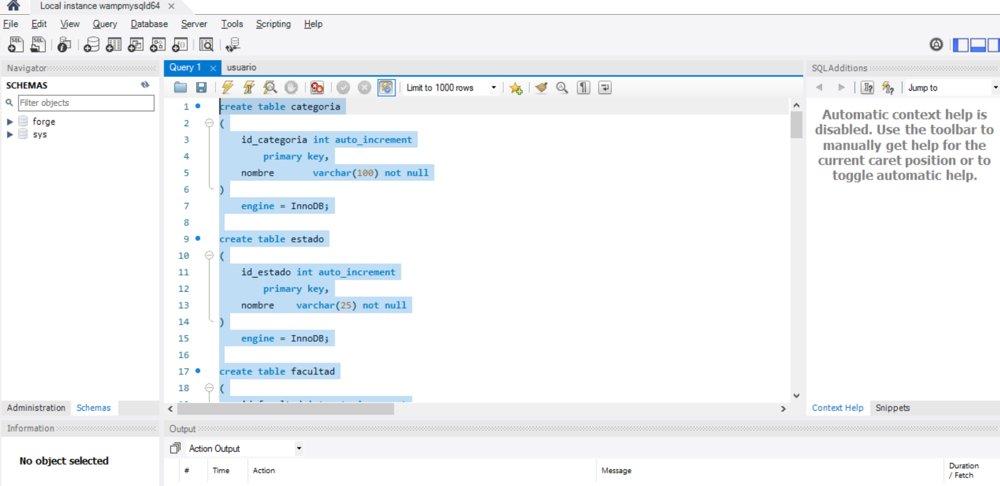 Local instance wampmysqld64
File Edit View Query Database Server Tools Scripting Help
Navigator
SCHEMAS
Filter objects
forge
sys
Administration Schemas
Information
No object selected
Query 1 usuario
Limit to 1000 rows
1 create table categoria
2 (
3 id_categoria int auto_increment
4 primary key,
5 nombre varchar(100) not null
6 )
7 engine = InnoDB;
8
9 create table estado
10 (
11 id_estado int auto_increment
12 primary key,
13 nombre varchar(25) not null
14 )
15 engine = InnoDB;
16
17 create table facultad
18 (
Output
Action Output
# Time Action Message Duration / Fetch
SQLAdditions
Jump to
Automatic context help is
disabled. Use the toolbar to
manually get help for the
current caret position or to
toggle automatic help.
Context Help Snippets